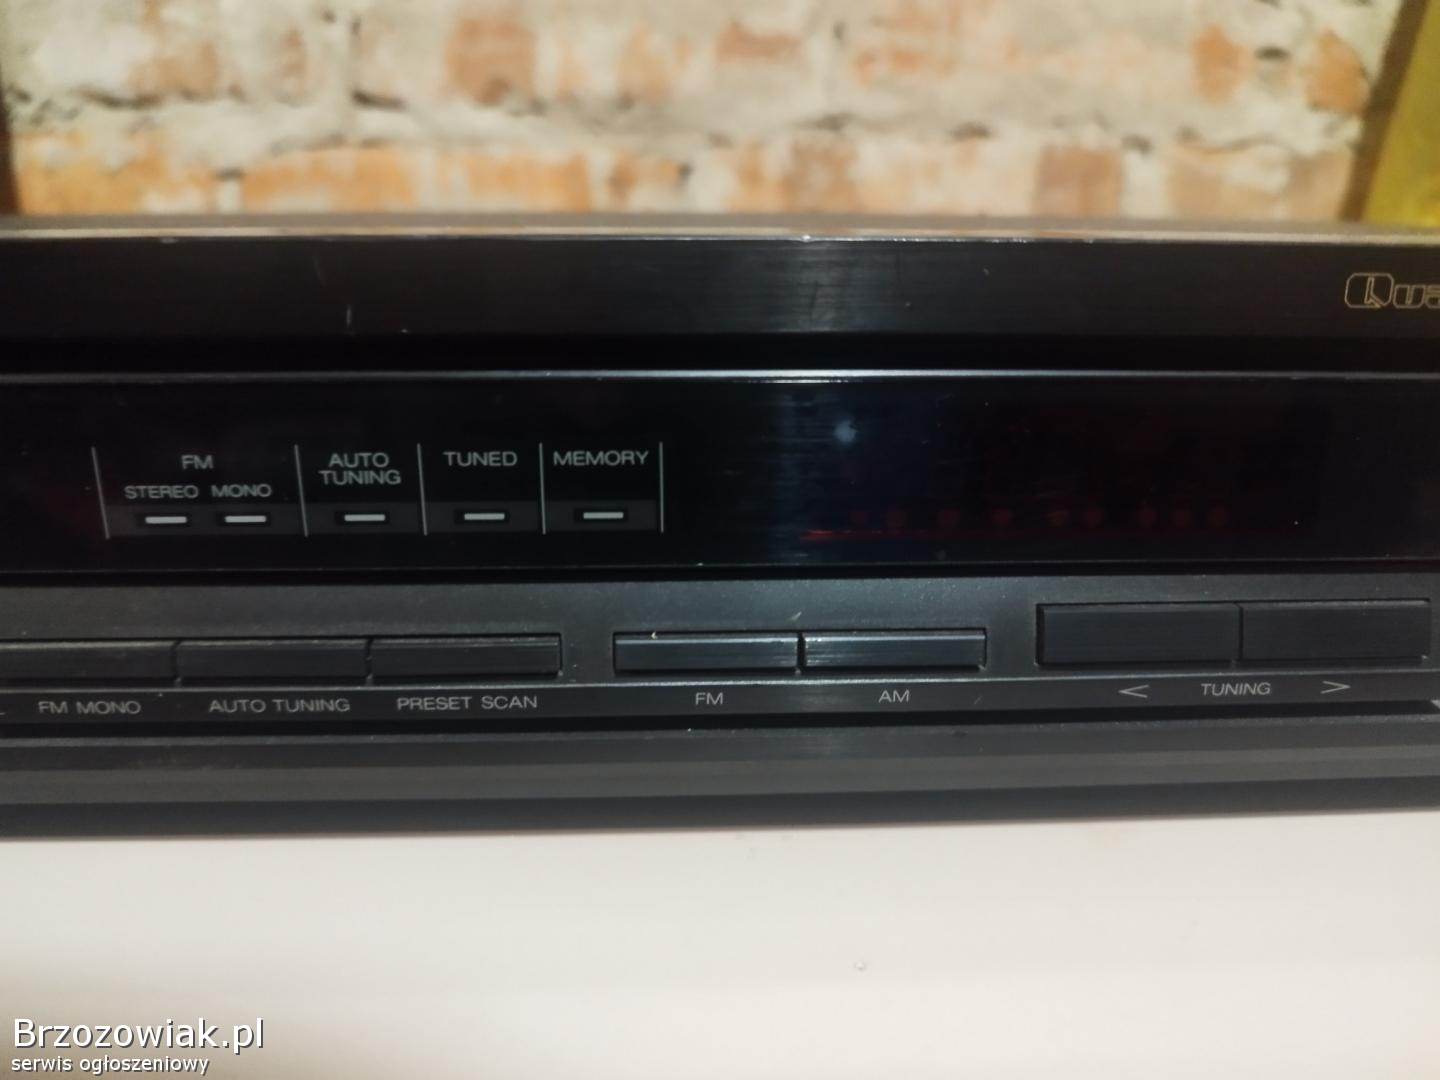 FM
STEREO MONO
AUTO
TUNING
TUNED
MEMORY
FM MONO
AUTO TUNING
PRESET SCAN
FM
AM
< TUNING >
Brzozowiak.pl
serwis ogłoszeniowy